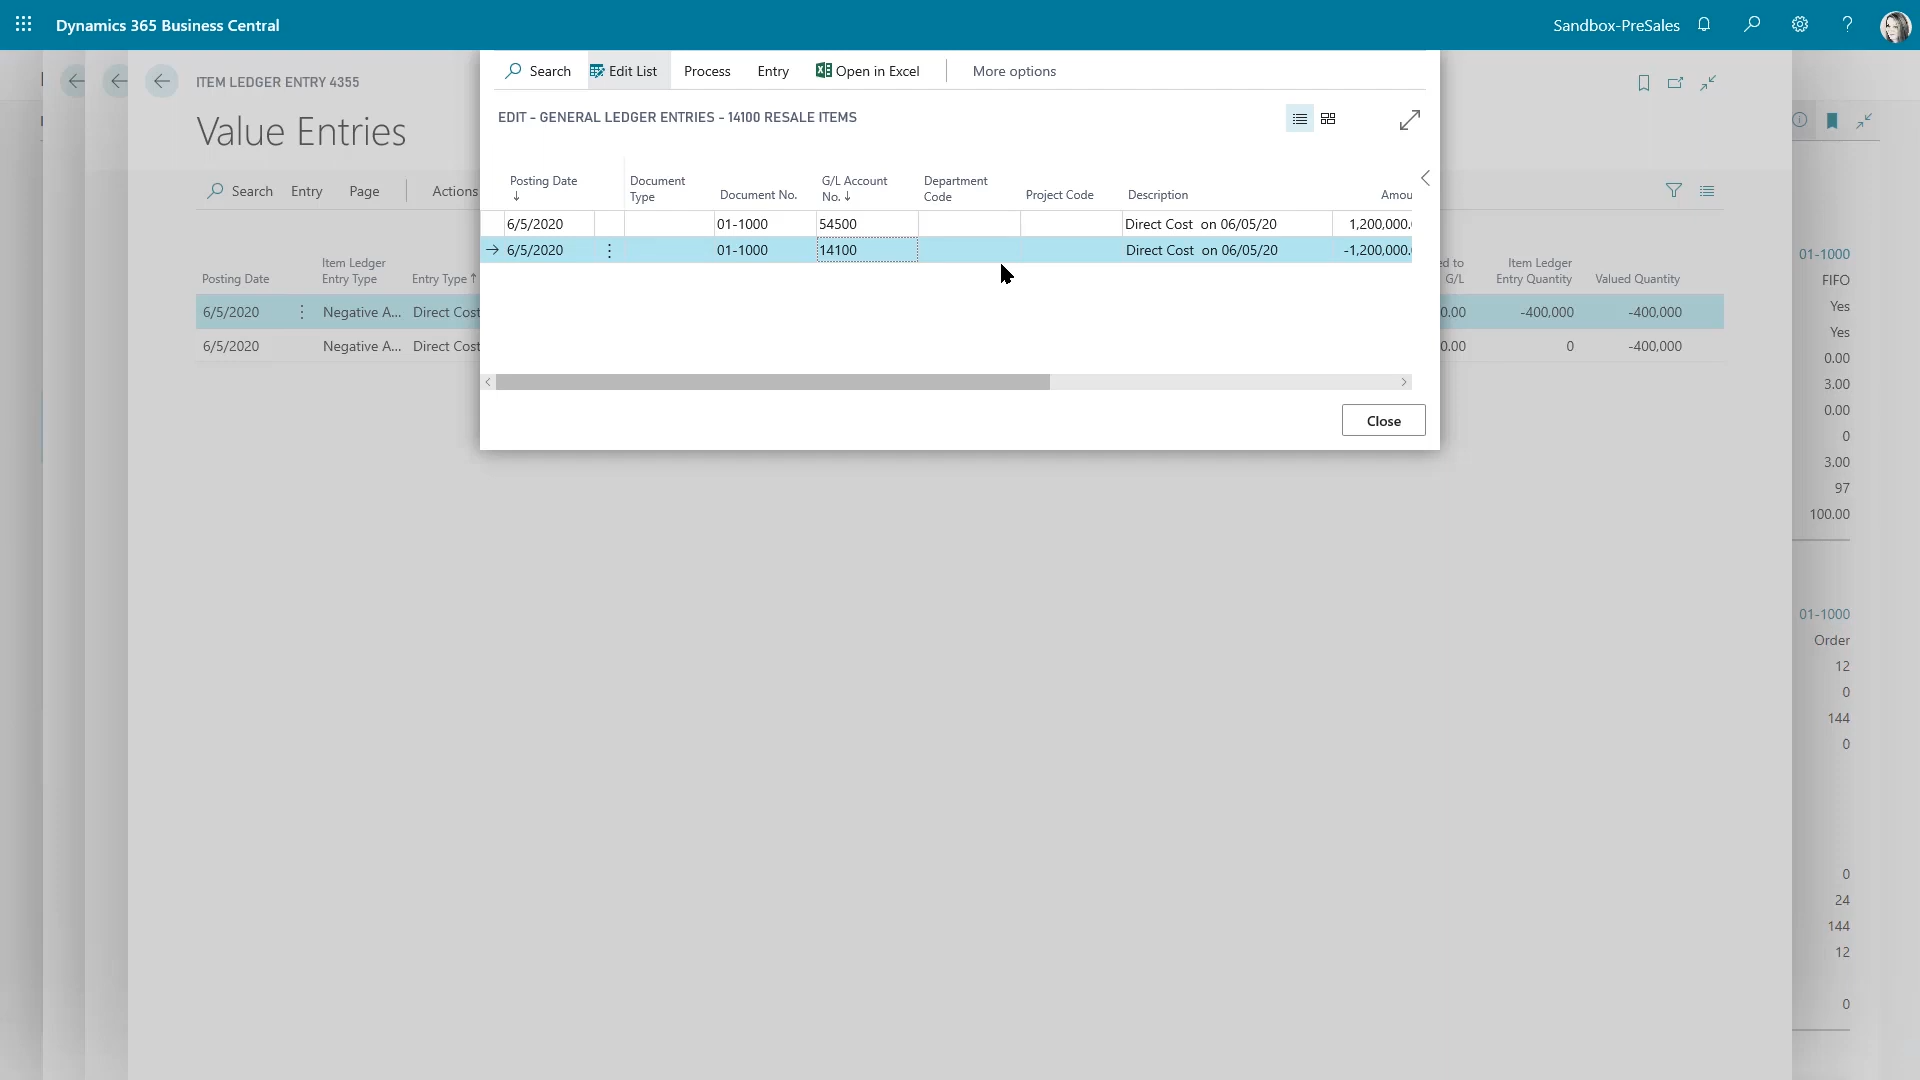 Dynamics 365 Business Central
Sandbox-PreSales
?
ITEM LEDGER ENTRY 4355
Value Entries
Search Entry Page Actions
Posting Date
Item Ledger
Entry Type
Entry Type ↑
6/5/2020 Negative A... Direct Cost
6/5/2020 Negative A... Direct Cost
Search Edit List Process Entry Open in Excel More options
EDIT - GENERAL LEDGER ENTRIES - 14100 RESALE ITEMS
Posting Date
↓
Document
Type
Document No.
G/L Account
No. ↓
Department
Code
Project Code
Description
Amou
6/5/2020 01-1000 54500 Direct Cost on 06/05/20 1,200,000.
→ 6/5/2020 01-1000 14100 Direct Cost on 06/05/20 -1,200,000.
Close
ed to
G/L
Item Ledger
Entry Quantity
Valued Quantity
0.00 -400,000 -400,000
0.00 0 -400,000
01-1000
FIFO
Yes
Yes
0.00
3.00
0.00
0
3.00
97
100.00
01-1000
Order
12
0
144
0
0
24
144
12
0